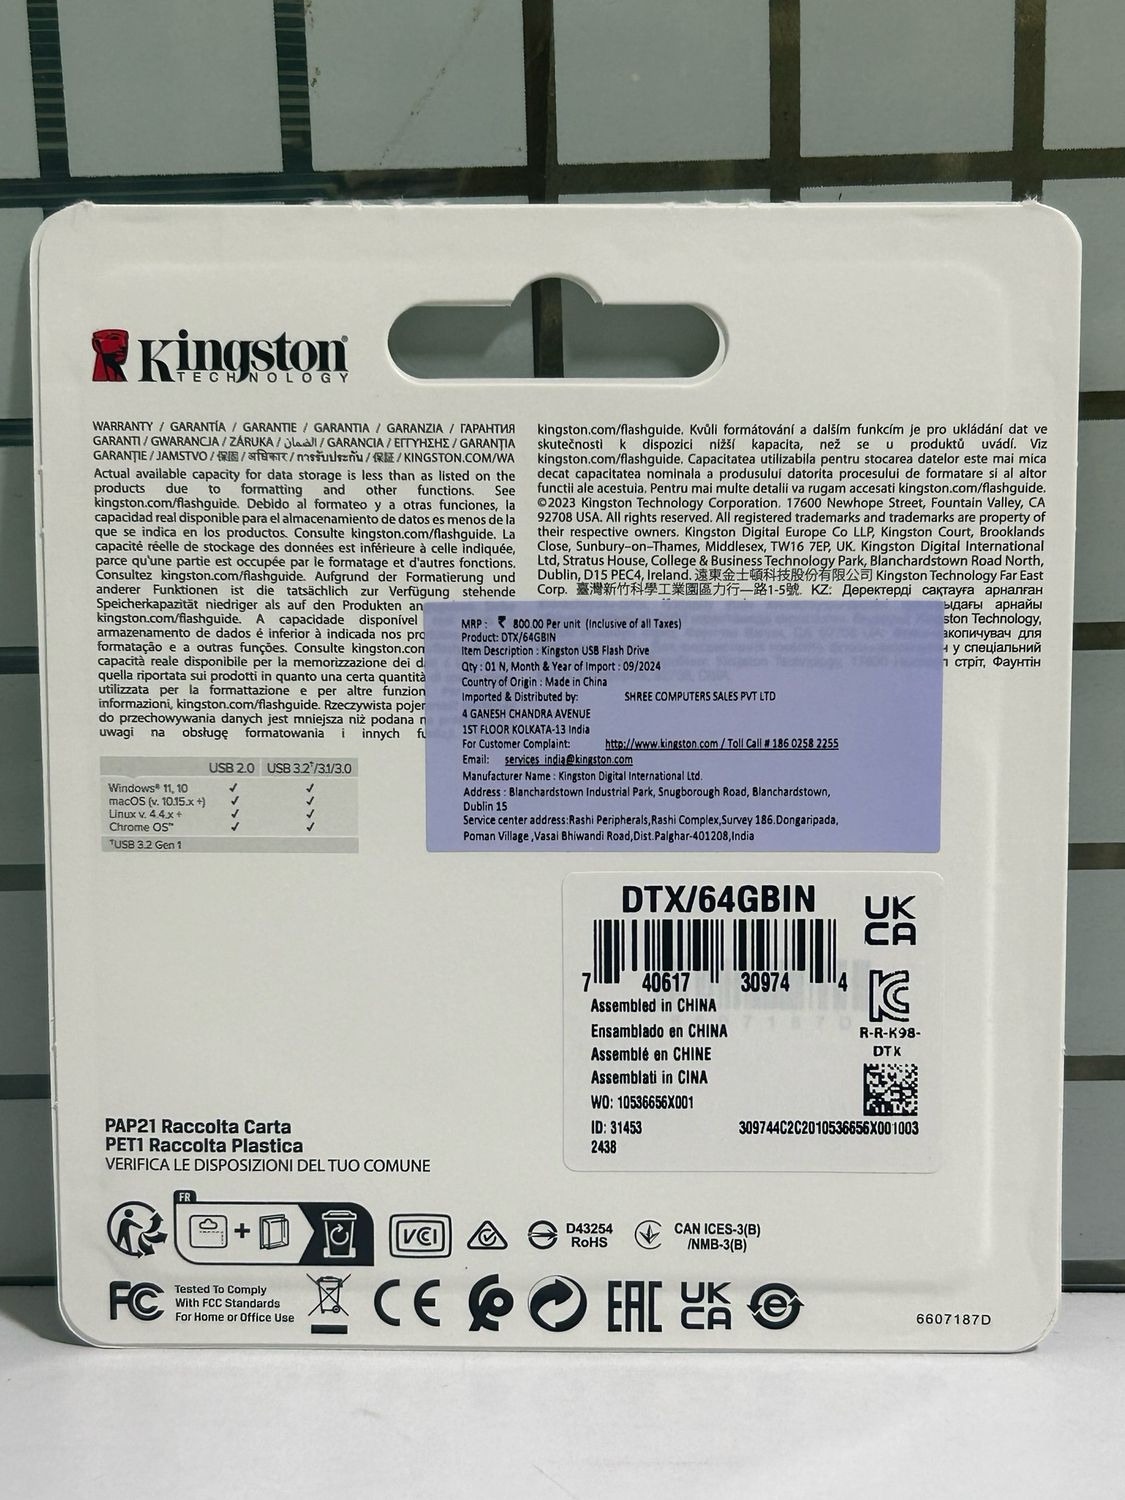 Kingston
TECHNOLOGY
WARRANTY / GARANTÍA / GARANTIE / GARANTIA / GARANZIA / ГАРАНТИЯ
GARANTI / GWARANCJA / ZÁRUKA / الضمان / GARANCIA / ΕΓΓΥΗΣΗΣ / GARANȚIA
GARANȚIE / JAMSTVO / 保固 / अधिकार / การรับประกัน / 保証 / KINGSTON.COM/WA
Actual available capacity for data storage is less than as listed on the
products due to formatting and other functions. See
kingston.com/flashguide. Debido al formateo y a otras funciones, la
capacidad real disponible para el almacenamiento de datos es menos de la
que se indica en los productos. Consulte kingston.com/flashguide. La
capacité réelle de stockage des données est inférieure à celle indiquée,
parce qu'une partie est occupée par le formatage et d'autres fonctions.
Consultez kingston.com/flashguide. Aufgrund der Formatierung und
anderer Funktionen ist die tatsächlich zur Verfügung stehende
Speicherkapazität niedriger als auf den Produkten an
kingston.com/flashguide. A capacidade disponível
armazenamento de dados é inferior à indicada nos pro
formatação e a outras funções. Consulte kingston.com
capacità reale disponibile per la memorizzazione dei d
quella riportata sui prodotti in quanto una certa quantità
utilizzata per la formattazione e per altre funzion
informazioni, kingston.com/flashguide. Rzeczywista pojer
do przechowywania danych jest mniejsza niż podana n
uwagi na obsługę formatowania i innych fu
kingston.com/flashguide. Kvůli formátování a dalším funkcím je pro ukládání dat ve
skutečnosti k dispozici nižší kapacita, než se u produktů uvádí. Viz
kingston.com/flashguide. Capacitatea utilizabila pentru stocarea datelor este mai mica
decat capacitatea nominala a produsului datorita procesului de formatare si al altor
functii ale acestuia. Pentru mai multe detalii va rugam accesati kingston.com/flashguide.
©2023 Kingston Technology Corporation. 17600 Newhope Street, Fountain Valley, CA
92708 USA. All rights reserved. All registered trademarks and trademarks are property of
their respective owners. Kingston Digital Europe Co LLP, Kingston Court, Brooklands
Close, Sunbury-on-Thames, Middlesex, TW16 7EP, UK. Kingston Digital International
Ltd, Stratus House, College & Business Technology Park, Blanchardstown Road North,
Dublin, D15 PEC4, Ireland. 遠東金士頓科技股份有限公司 Kingston Technology Far East
Corp. 臺灣新竹科學工業園區力行一路1-5號. KZ: Деректерді сақтауға арналған
ыдағы арнайы
ston Technology,
акопичувач для
н у спеціальний
п стріт, Фаунтін
MRP : ₹ 800.00 Per unit (Inclusive of all Taxes)
Product: DTX/64GBIN
Item Description : Kingston USB Flash Drive
Qty : 01 N, Month & Year of Import : 09/2024
Country of Origin : Made in China
Imported & Distributed by: SHREE COMPUTERS SALES PVT LTD
4 GANESH CHANDRA AVENUE
1ST FLOOR KOLKATA-13 India
For Customer Complaint: http://www.kingston.com / Toll Call # 186 0258 2255
Email: services_india@kingston.com
Manufacturer Name : Kingston Digital International Ltd.
Address : Blanchardstown Industrial Park, Snugborough Road, Blanchardstown,
Dublin 15
Service center address:Rashi Peripherals,Rashi Complex,Survey 186.Dongaripada,
Poman Village ,Vasai Bhiwandi Road,Dist.Palghar-401208,India
USB 2.0 USB 3.2†/3.1/3.0
Windows® 11, 10 ✓ ✓
macOS (v. 10.15.x +) ✓ ✓
Linux v. 4.4.x + ✓ ✓
Chrome OS™ ✓ ✓
†USB 3.2 Gen 1
DTX/64GBIN
UK
CA
7 40617 30974 4
Assembled in CHINA
Ensamblado en CHINA
Assemblé en CHINE
Assemblati in CINA
R-R-K98-
DTX
WO: 10536656X001
ID: 31453
2438
309744C2C2010536656X001003
PAP21 Raccolta Carta
PET1 Raccolta Plastica
VERIFICA LE DISPOSIZIONI DEL TUO COMUNE
FR
VCI
D43254
RoHS
CAN ICES-3(B)
/NMB-3(B)
FC
Tested To Comply
With FCC Standards
For Home or Office Use
CE
EAC
UK
CA
6607187D